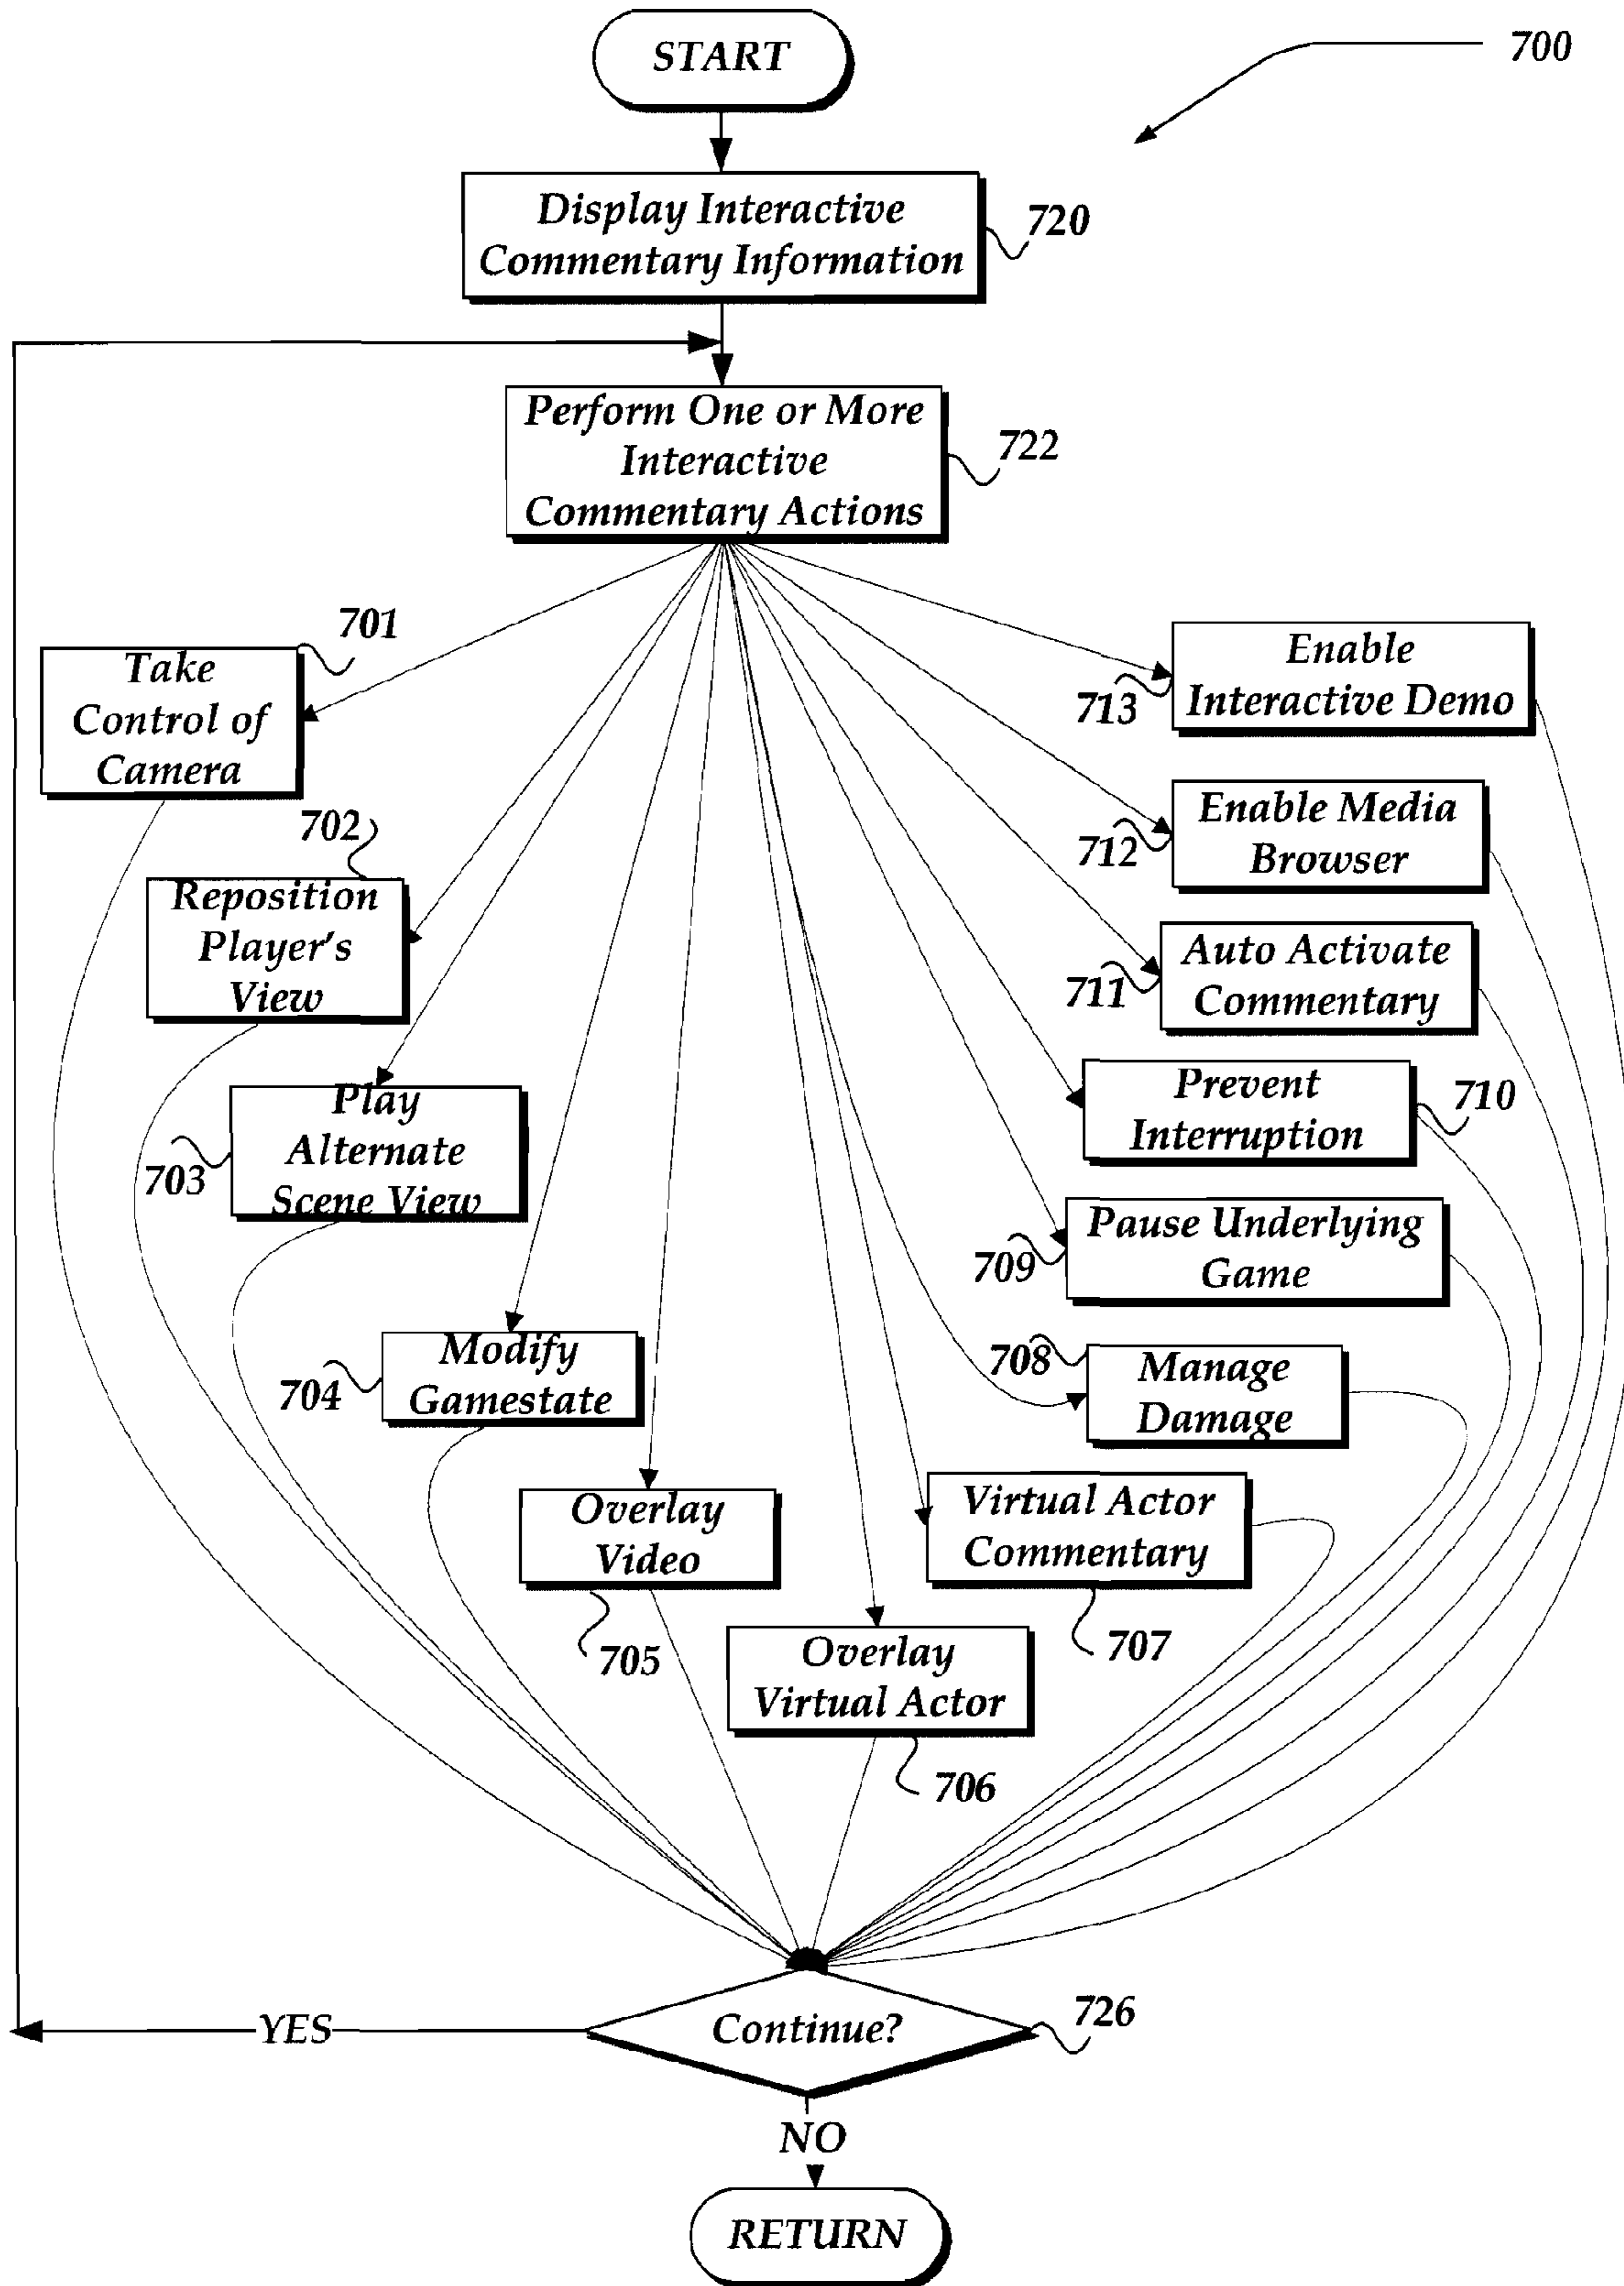 START
700
Display Interactive
Commentary Information
720
Perform One or More
Interactive
Commentary Actions
722
701
Take
Control of
Camera
702
Reposition
Player's
View
703
Play
Alternate
Scene View
704
Modify
Gamestate
Overlay
Video
705
Overlay
Virtual Actor
706
Virtual Actor
Commentary
707
708
Manage
Damage
709
Pause Underlying
Game
Prevent
Interruption
710
711
Auto Activate
Commentary
712
Enable Media
Browser
713
Enable
Interactive Demo
Continue?
726
YES
NO
RETURN